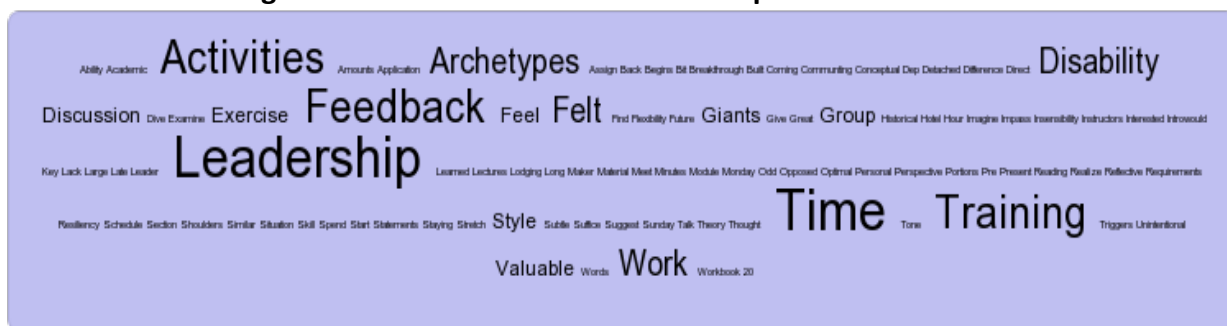 Ability Academic Activities Amounts Application Archetypes Assign Back Begins Bit Breakthrough Built Coming Communting Conceptual Dep Detached Difference Direct Disability
Discussion Dive Examine Exercise Feedback Feel Felt Find Flexbility Future Giants Give Great Group Historical Hotel Hour Imagine Impass Insensibility Instructors Interested Introwould
Key Lack Large Late Leader Leadership Learned Lectures Lodging Long Maker Material Meet Minutes Module Monday Odd Opposed Optimal Personal Perspective Portions Pre Present Reading Realize Reflective Requirements
Resiliency Schedule Section Shoulders Similar Situation Skill Spend Start Statements Staying Stretch Style Subtle Suffice Suggest Sunday Talk Theory Thought Time Tone Training Triggers Unintentional
Valuable Words Work Workbook 20